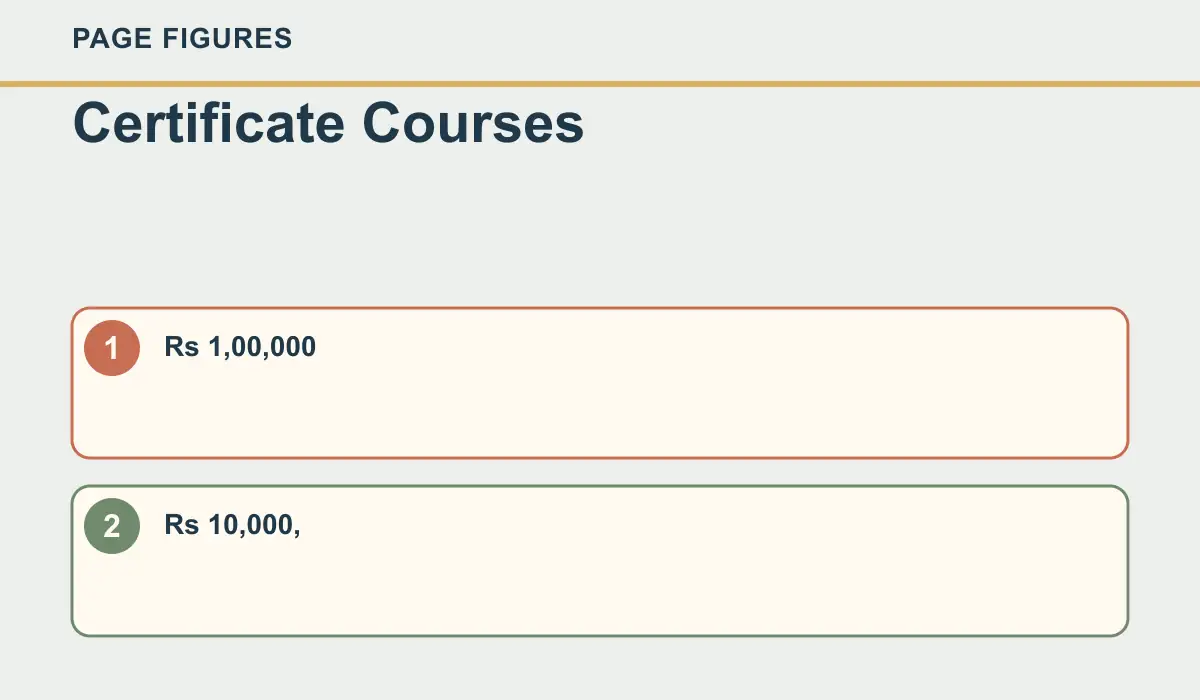 PAGE FIGURES
Certificate Courses
1 Rs 1,00,000
2 Rs 10,000,